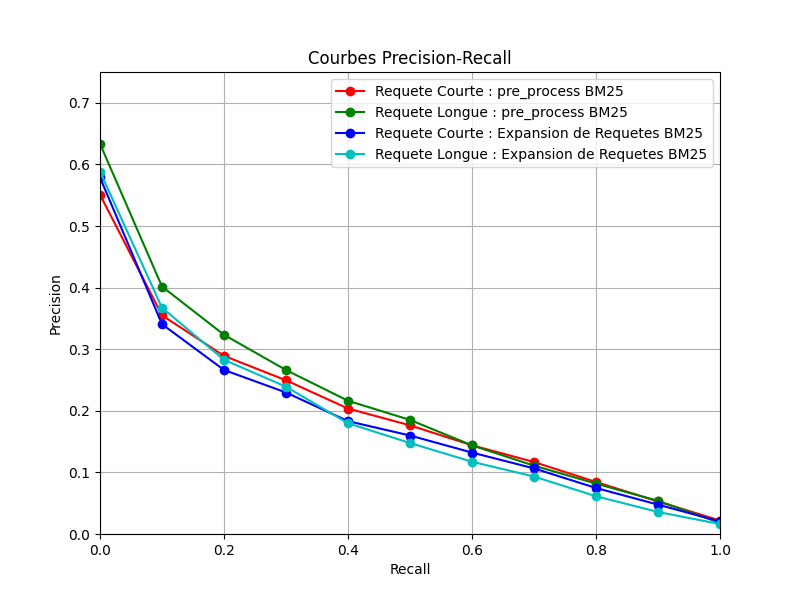 Courbes Precision-Recall
Requete Courte : pre_process BM25
Requete Longue : pre_process BM25
Requete Courte : Expansion de Requetes BM25
Requete Longue : Expansion de Requetes BM25
0.7
0.6
0.5
0.4
0.3
0.2
0.1
0.0
Precision
0.0 0.2 0.4 0.6 0.8 1.0
Recall